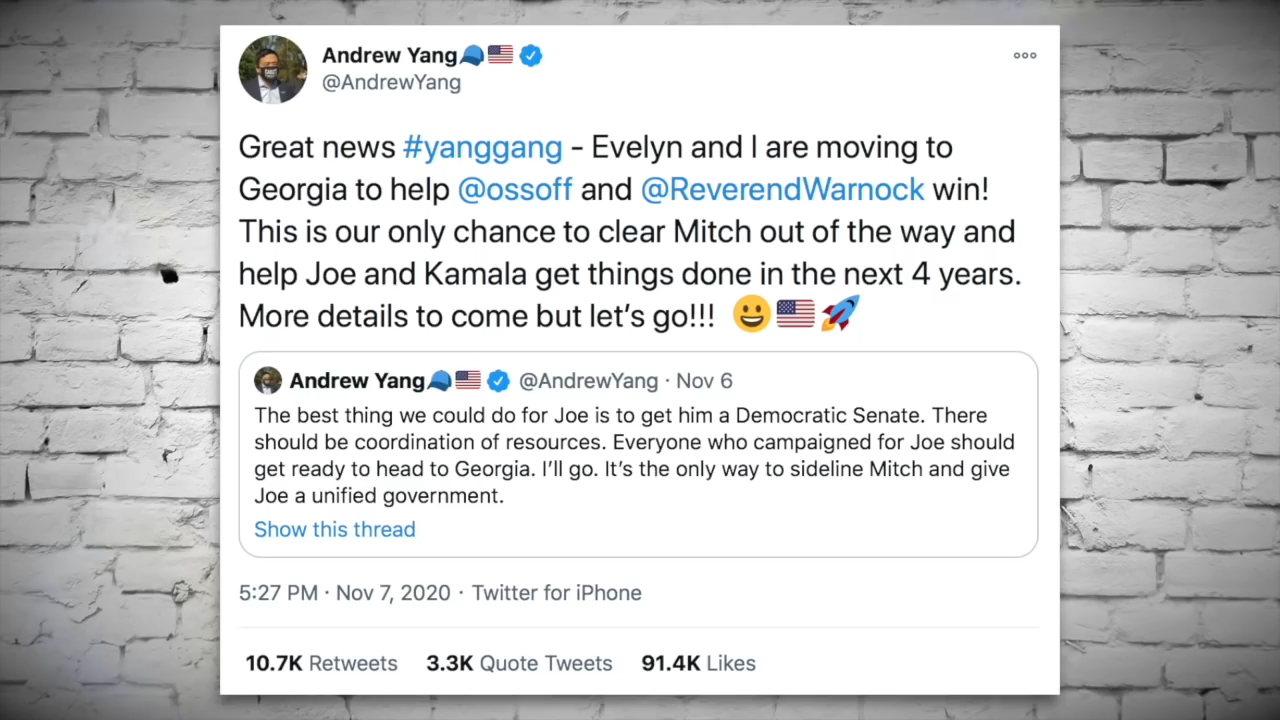 Andrew Yang🧢🇺🇸
@AndrewYang
Great news #yanggang - Evelyn and I are moving to
Georgia to help @ossoff and @ReverendWarnock win!
This is our only chance to clear Mitch out of the way and
help Joe and Kamala get things done in the next 4 years.
More details to come but let's go!!! 😀🇺🇸🚀
Andrew Yang🧢🇺🇸 @AndrewYang · Nov 6
The best thing we could do for Joe is to get him a Democratic Senate. There
should be coordination of resources. Everyone who campaigned for Joe should
get ready to head to Georgia. I'll go. It's the only way to sideline Mitch and give
Joe a unified government.
Show this thread
5:27 PM · Nov 7, 2020 · Twitter for iPhone
10.7K Retweets 3.3K Quote Tweets 91.4K Likes